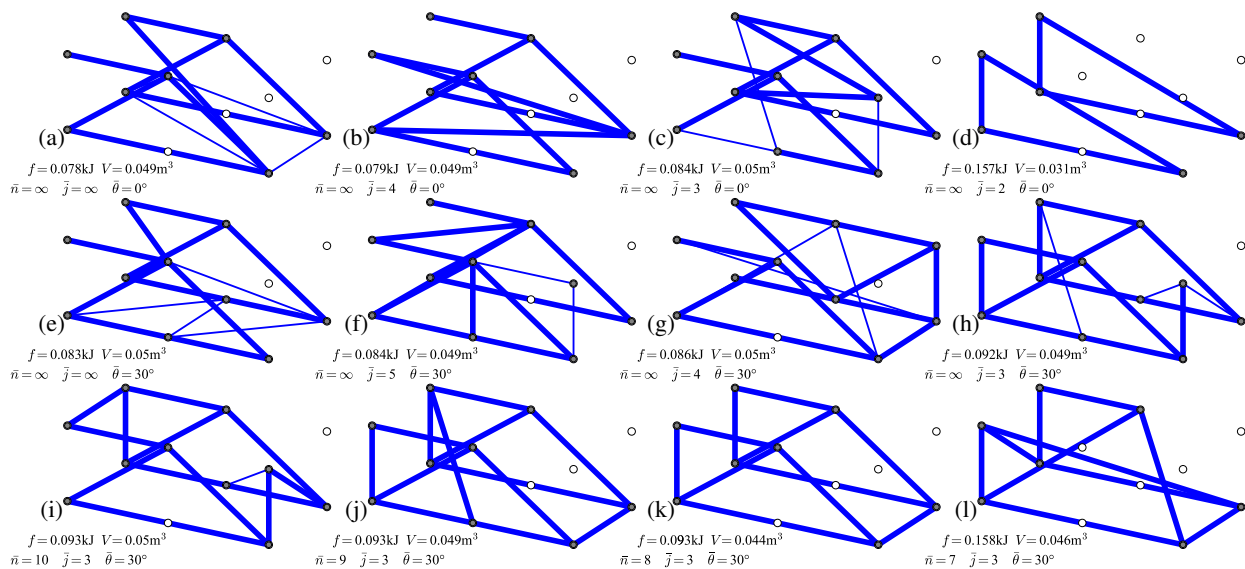 (a) (b) (c) (d)
f=0.078kJ V=0.049m³ f=0.079kJ V=0.049m³ f=0.084kJ V=0.05m³ f=0.157kJ V=0.031m³
n̄=∞ j̄=∞ θ̄=0° n̄=∞ j̄=4 θ̄=0° n̄=∞ j̄=3 θ̄=0° n̄=∞ j̄=2 θ̄=0°
(e) (f) (g) (h)
f=0.083kJ V=0.05m³ f=0.084kJ V=0.049m³ f=0.086kJ V=0.05m³ f=0.092kJ V=0.049m³
n̄=∞ j̄=∞ θ̄=30° n̄=∞ j̄=5 θ̄=30° n̄=∞ j̄=4 θ̄=30° n̄=∞ j̄=3 θ̄=30°
(i) (j) (k) (l)
f=0.093kJ V=0.05m³ f=0.093kJ V=0.049m³ f=0.093kJ V=0.044m³ f=0.158kJ V=0.046m³
n̄=10 j̄=3 θ̄=30° n̄=9 j̄=3 θ̄=30° n̄=8 j̄=3 θ̄=30° n̄=7 j̄=3 θ̄=30°